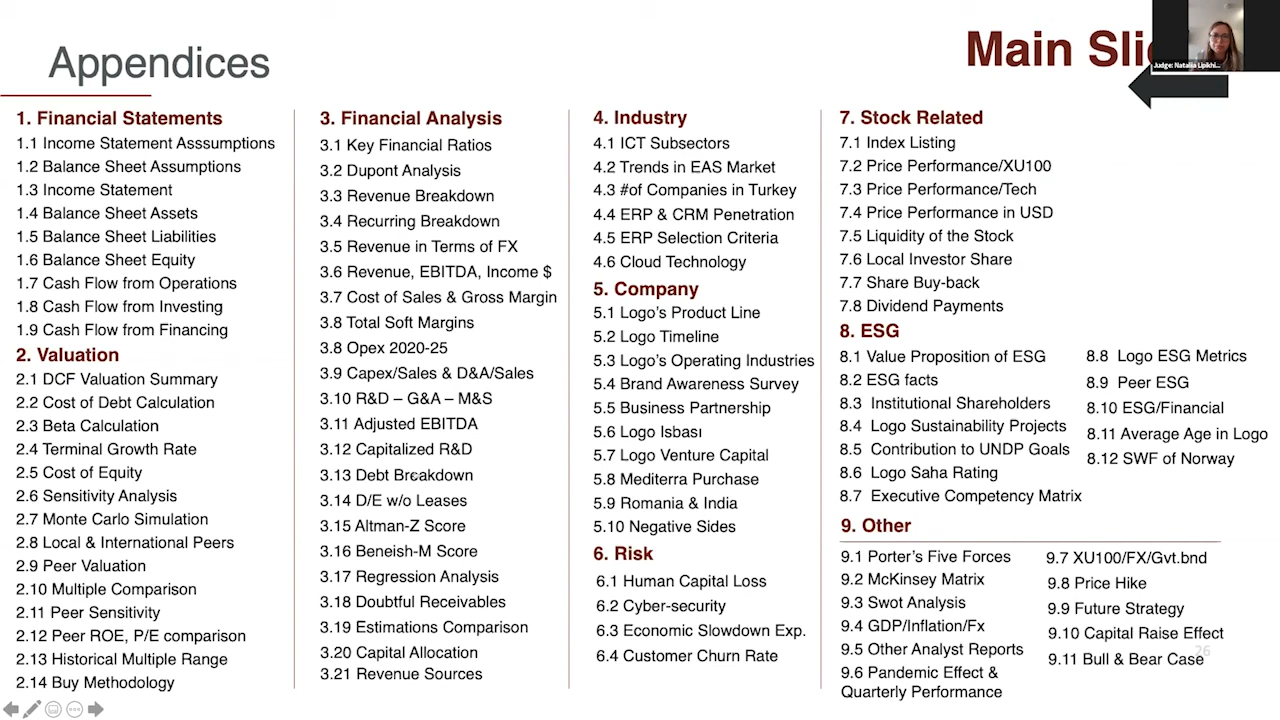 Appendices
Main Sli
Judge: Natalia Lipikhi...
1. Financial Statements
1.1 Income Statement Asssumptions
1.2 Balance Sheet Assumptions
1.3 Income Statement
1.4 Balance Sheet Assets
1.5 Balance Sheet Liabilities
1.6 Balance Sheet Equity
1.7 Cash Flow from Operations
1.8 Cash Flow from Investing
1.9 Cash Flow from Financing
2. Valuation
2.1 DCF Valuation Summary
2.2 Cost of Debt Calculation
2.3 Beta Calculation
2.4 Terminal Growth Rate
2.5 Cost of Equity
2.6 Sensitivity Analysis
2.7 Monte Carlo Simulation
2.8 Local & International Peers
2.9 Peer Valuation
2.10 Multiple Comparison
2.11 Peer Sensitivity
2.12 Peer ROE, P/E comparison
2.13 Historical Multiple Range
2.14 Buy Methodology
3. Financial Analysis
3.1 Key Financial Ratios
3.2 Dupont Analysis
3.3 Revenue Breakdown
3.4 Recurring Breakdown
3.5 Revenue in Terms of FX
3.6 Revenue, EBITDA, Income $
3.7 Cost of Sales & Gross Margin
3.8 Total Soft Margins
3.8 Opex 2020-25
3.9 Capex/Sales & D&A/Sales
3.10 R&D – G&A – M&S
3.11 Adjusted EBITDA
3.12 Capitalized R&D
3.13 Debt Breakdown
3.14 D/E w/o Leases
3.15 Altman-Z Score
3.16 Beneish-M Score
3.17 Regression Analysis
3.18 Doubtful Receivables
3.19 Estimations Comparison
3.20 Capital Allocation
3.21 Revenue Sources
4. Industry
4.1 ICT Subsectors
4.2 Trends in EAS Market
4.3 #of Companies in Turkey
4.4 ERP & CRM Penetration
4.5 ERP Selection Criteria
4.6 Cloud Technology
5. Company
5.1 Logo's Product Line
5.2 Logo Timeline
5.3 Logo's Operating Industries
5.4 Brand Awareness Survey
5.5 Business Partnership
5.6 Logo Isbası
5.7 Logo Venture Capital
5.8 Mediterra Purchase
5.9 Romania & India
5.10 Negative Sides
6. Risk
6.1 Human Capital Loss
6.2 Cyber-security
6.3 Economic Slowdown Exp.
6.4 Customer Churn Rate
7. Stock Related
7.1 Index Listing
7.2 Price Performance/XU100
7.3 Price Performance/Tech
7.4 Price Performance in USD
7.5 Liquidity of the Stock
7.6 Local Investor Share
7.7 Share Buy-back
7.8 Dividend Payments
8. ESG
8.1 Value Proposition of ESG
8.2 ESG facts
8.3 Institutional Shareholders
8.4 Logo Sustainability Projects
8.5 Contribution to UNDP Goals
8.6 Logo Saha Rating
8.7 Executive Competency Matrix
8.8 Logo ESG Metrics
8.9 Peer ESG
8.10 ESG/Financial
8.11 Average Age in Logo
8.12 SWF of Norway
9. Other
9.1 Porter's Five Forces
9.2 McKinsey Matrix
9.3 Swot Analysis
9.4 GDP/Inflation/Fx
9.5 Other Analyst Reports
9.6 Pandemic Effect &
Quarterly Performance
9.7 XU100/FX/Gvt.bnd
9.8 Price Hike
9.9 Future Strategy
9.10 Capital Raise Effect
9.11 Bull & Bear Case
26